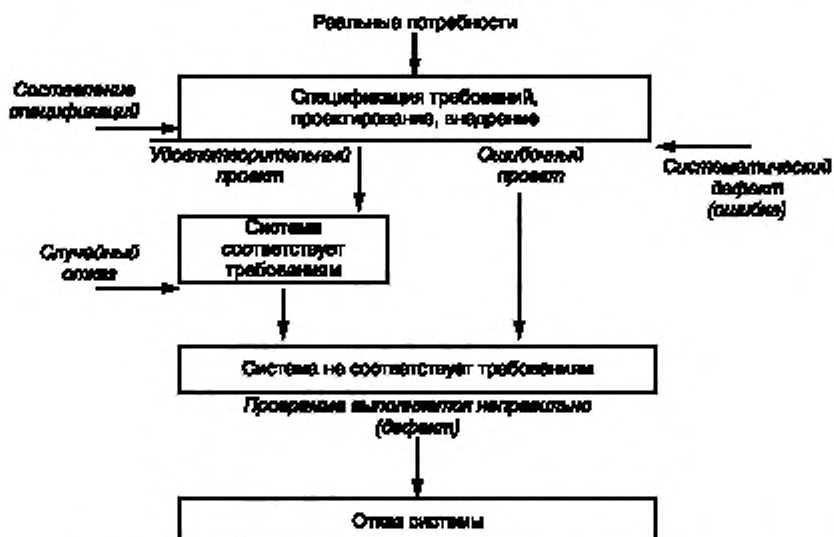 Реальные потребности
Составление
спецификаций
Спецификация требований,
проектирование, внедрение
Удовлетворительный
проект
Ошибочный
проект
Систематический
дефект
(ошибка)
Система
соответствует
требованиям
Случайный
отказ
Система не соответствует требованиям
Программа выполняется неправильно
(дефект)
Отказ системы